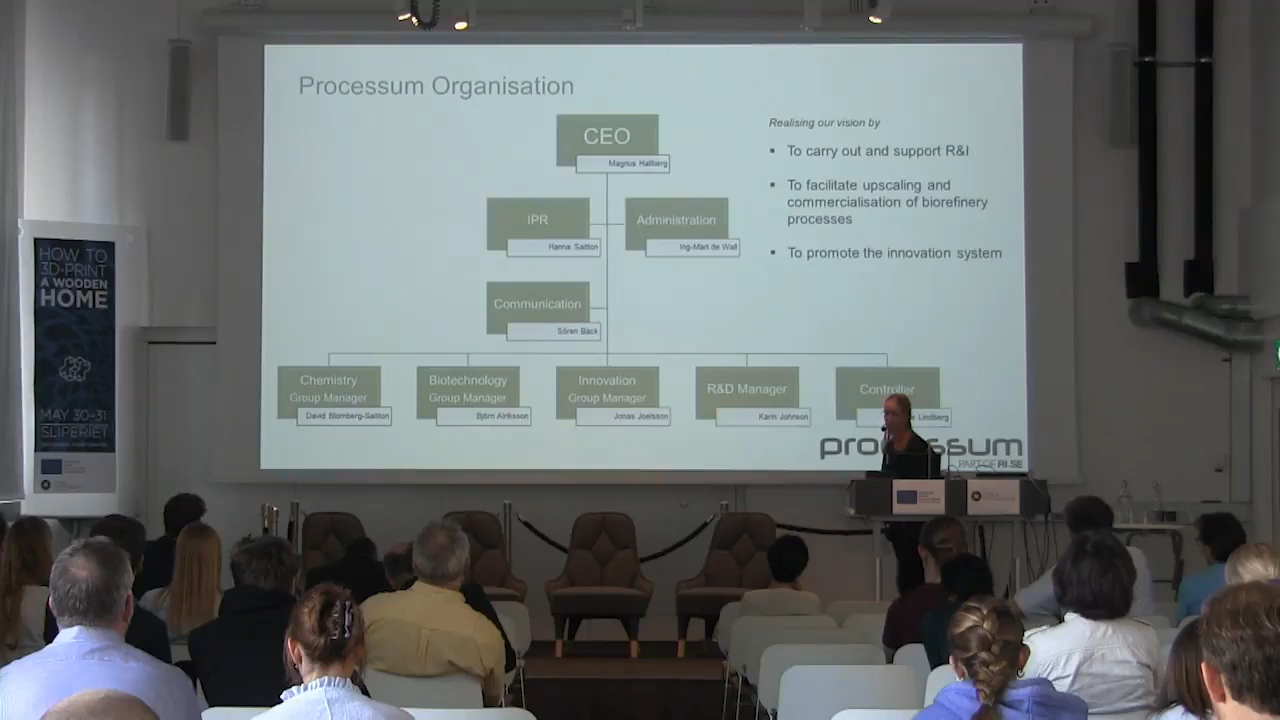 Processum Organisation
CEO
Magnus Hallberg
IPR
Hanna Saitton
Administration
Ing-Mari de Wall
Communication
Sören Back
Chemistry
Group Manager
David Blomberg-Saitton
Biotechnology
Group Manager
Björn Alriksson
Innovation
Group Manager
Jonas Joelsson
R&D Manager
Karin Johnson
Controller
Lindberg
Realising our vision by
▪ To carry out and support R&I
▪ To facilitate upscaling and
commercialisation of biorefinery
processes
▪ To promote the innovation system
PART OF RI.SE
HOW TO
3D-PRINT
A WOODEN
HOME
MAY 30-31
SLIPERIET